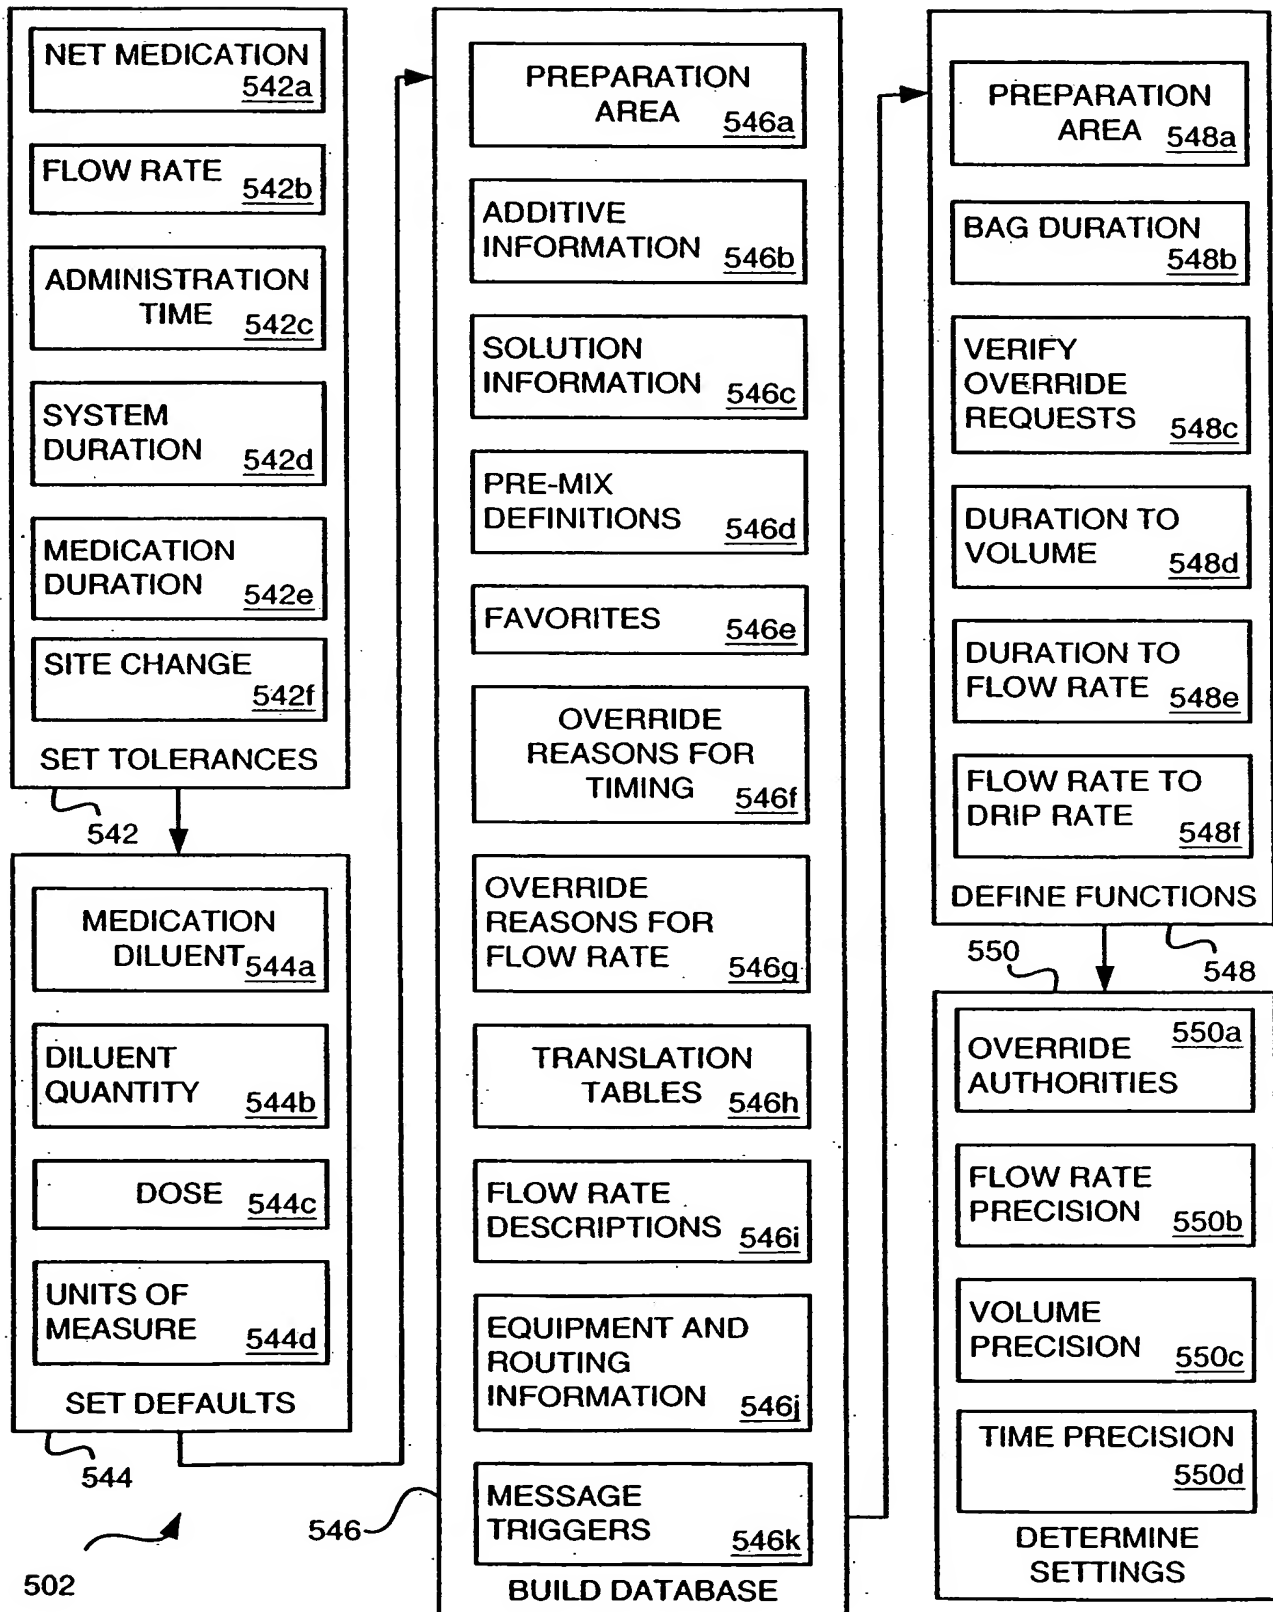 NET MEDICATION
542a
FLOW RATE
542b
ADMINISTRATION
TIME 542c
SYSTEM
DURATION 542d
MEDICATION
DURATION 542e
SITE CHANGE
542f
SET TOLERANCES
542
MEDICATION
DILUENT 544a
DILUENT
QUANTITY 544b
DOSE 544c
UNITS OF
MEASURE 544d
SET DEFAULTS
544
502
PREPARATION
AREA 546a
ADDITIVE
INFORMATION 546b
SOLUTION
INFORMATION 546c
PRE-MIX
DEFINITIONS 546d
FAVORITES 546e
OVERRIDE
REASONS FOR
TIMING 546f
OVERRIDE
REASONS FOR
FLOW RATE 546g
TRANSLATION
TABLES 546h
FLOW RATE
DESCRIPTIONS 546i
EQUIPMENT AND
ROUTING
INFORMATION 546j
MESSAGE
TRIGGERS 546k
BUILD DATABASE
546
PREPARATION
AREA 548a
BAG DURATION
548b
VERIFY
OVERRIDE
REQUESTS 548c
DURATION TO
VOLUME 548d
DURATION TO
FLOW RATE 548e
FLOW RATE TO
DRIP RATE 548f
DEFINE FUNCTIONS
548
550
550a
OVERRIDE
AUTHORITIES
FLOW RATE
PRECISION 550b
VOLUME
PRECISION 550c
TIME PRECISION
550d
DETERMINE
SETTINGS